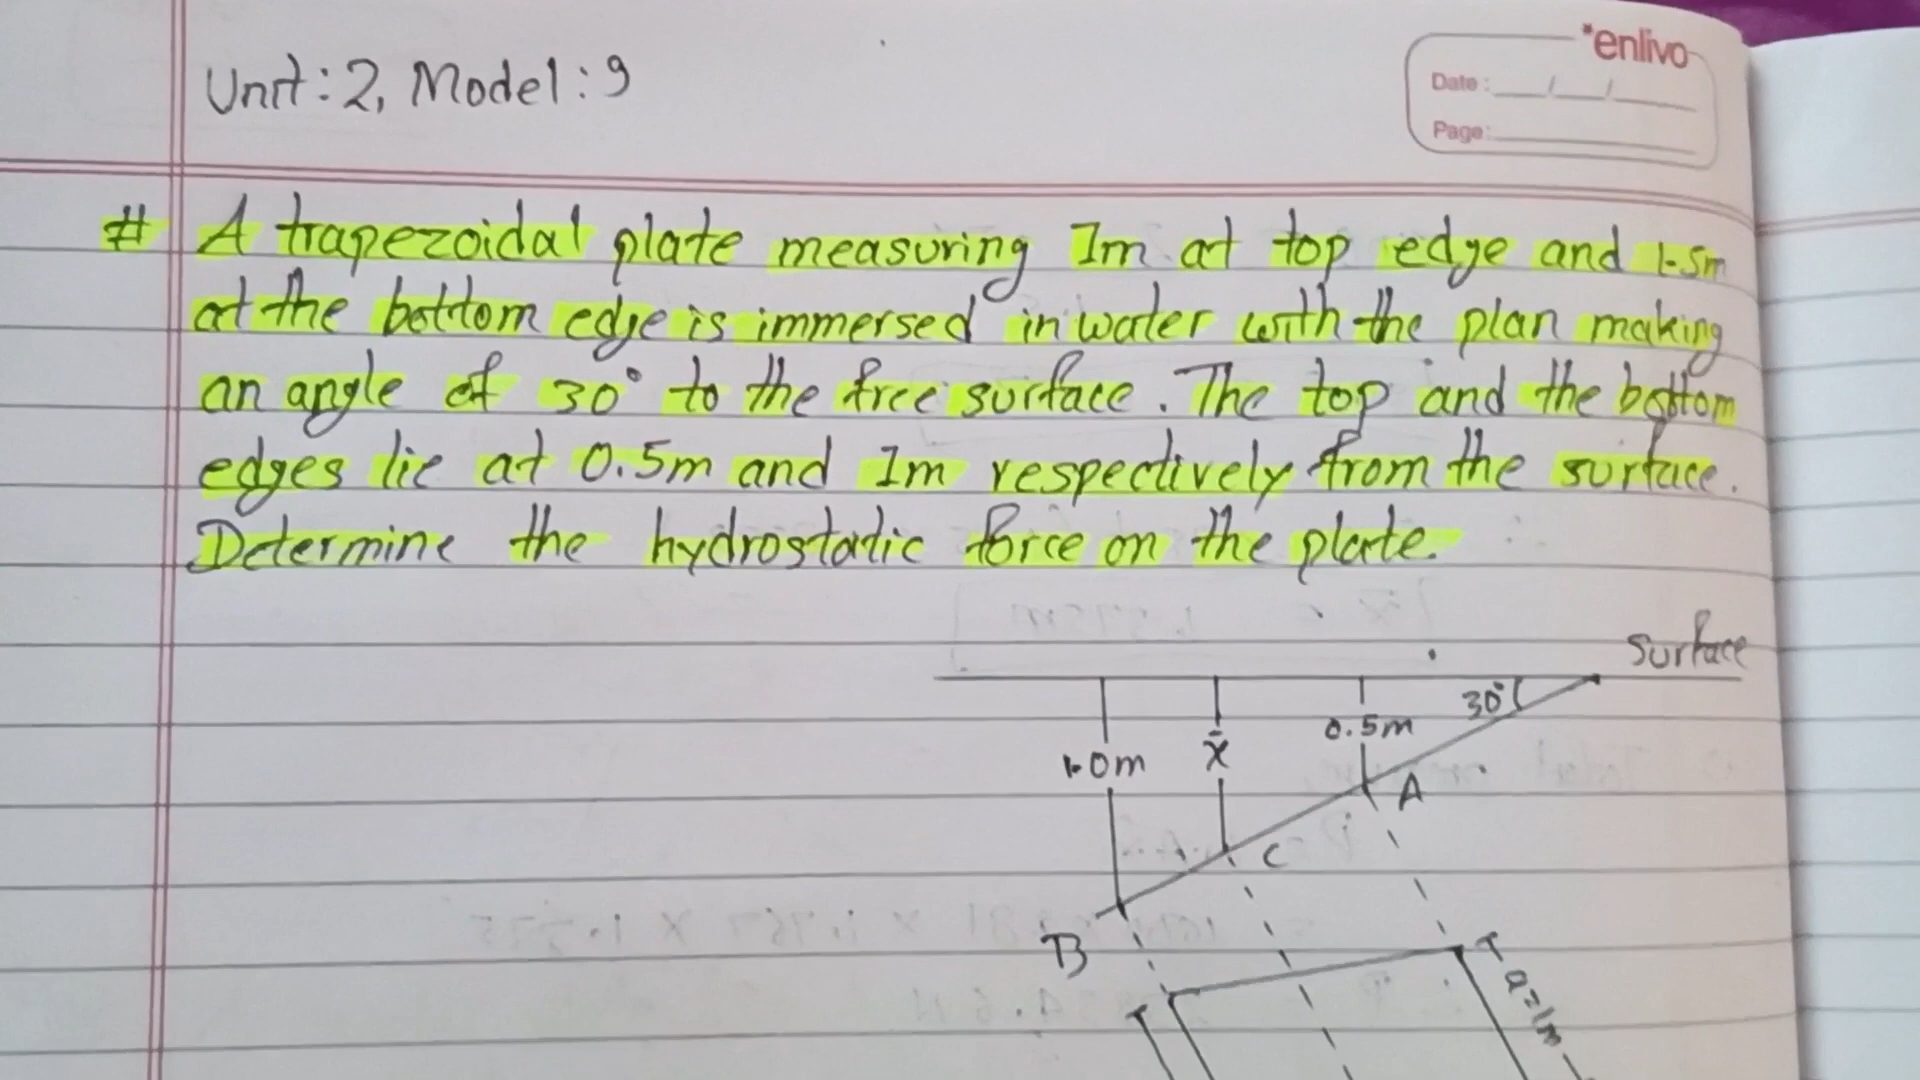 *enlivo
Date : ___/___/___
Page:
Unit: 2, Model: 9
# A trapezoidal plate measuring 1m at top edge and 1.5m
at the bottom edge is immersed in water with the plan making
an angle of 30° to the free surface. The top and the bottom
edges lie at 0.5m and 1m respectively from the surface.
Determine the hydrostatic force on the plate.
Surface
30°
0.5m
x̄
1.0m
A
C
B
a=1m